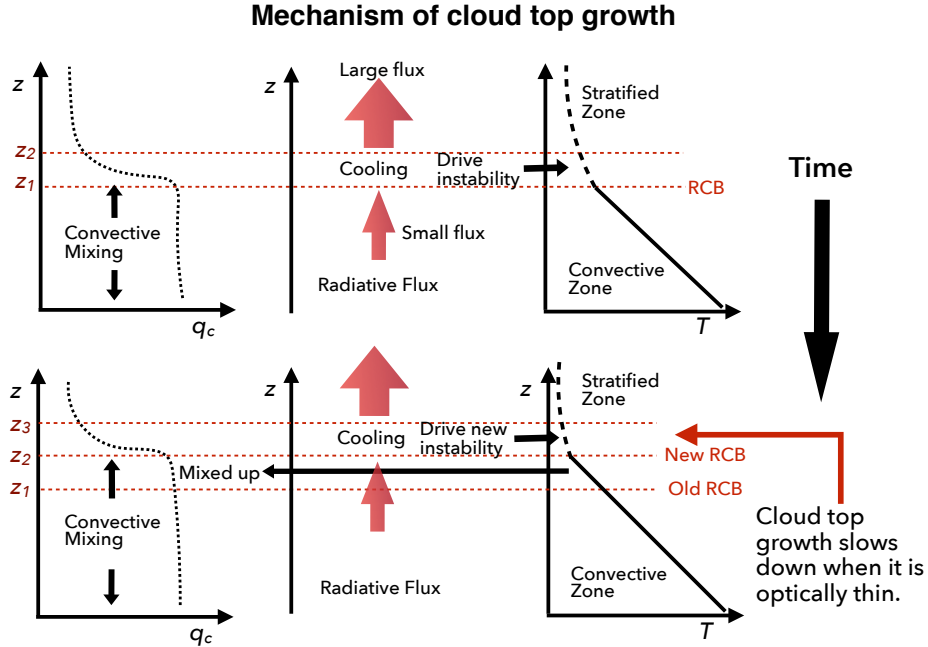 Mechanism of cloud top growth
z
z2
z1
Convective
Mixing
qc
z
Large flux
Cooling
Small flux
Radiative Flux
Drive
instability
Stratified
Zone
RCB
Convective
Zone
T
Time
z
z3
z2
z1
Mixed up
Convective
Mixing
qc
z
Cooling
Radiative Flux
Drive new
instability
z
Stratified
Zone
New RCB
Old RCB
Convective
Zone
T
Cloud top
growth slows
down when it is
optically thin.